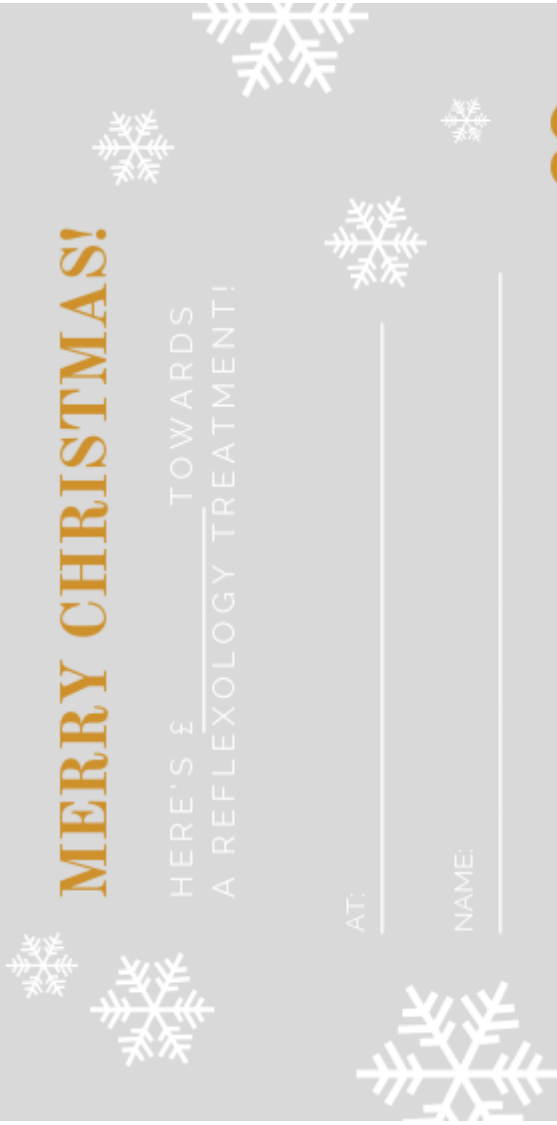 MERRY CHRISTMAS!
HERE'S £ TOWARDS
A REFLEXOLOGY TREATMENT!
AT:
NAME: